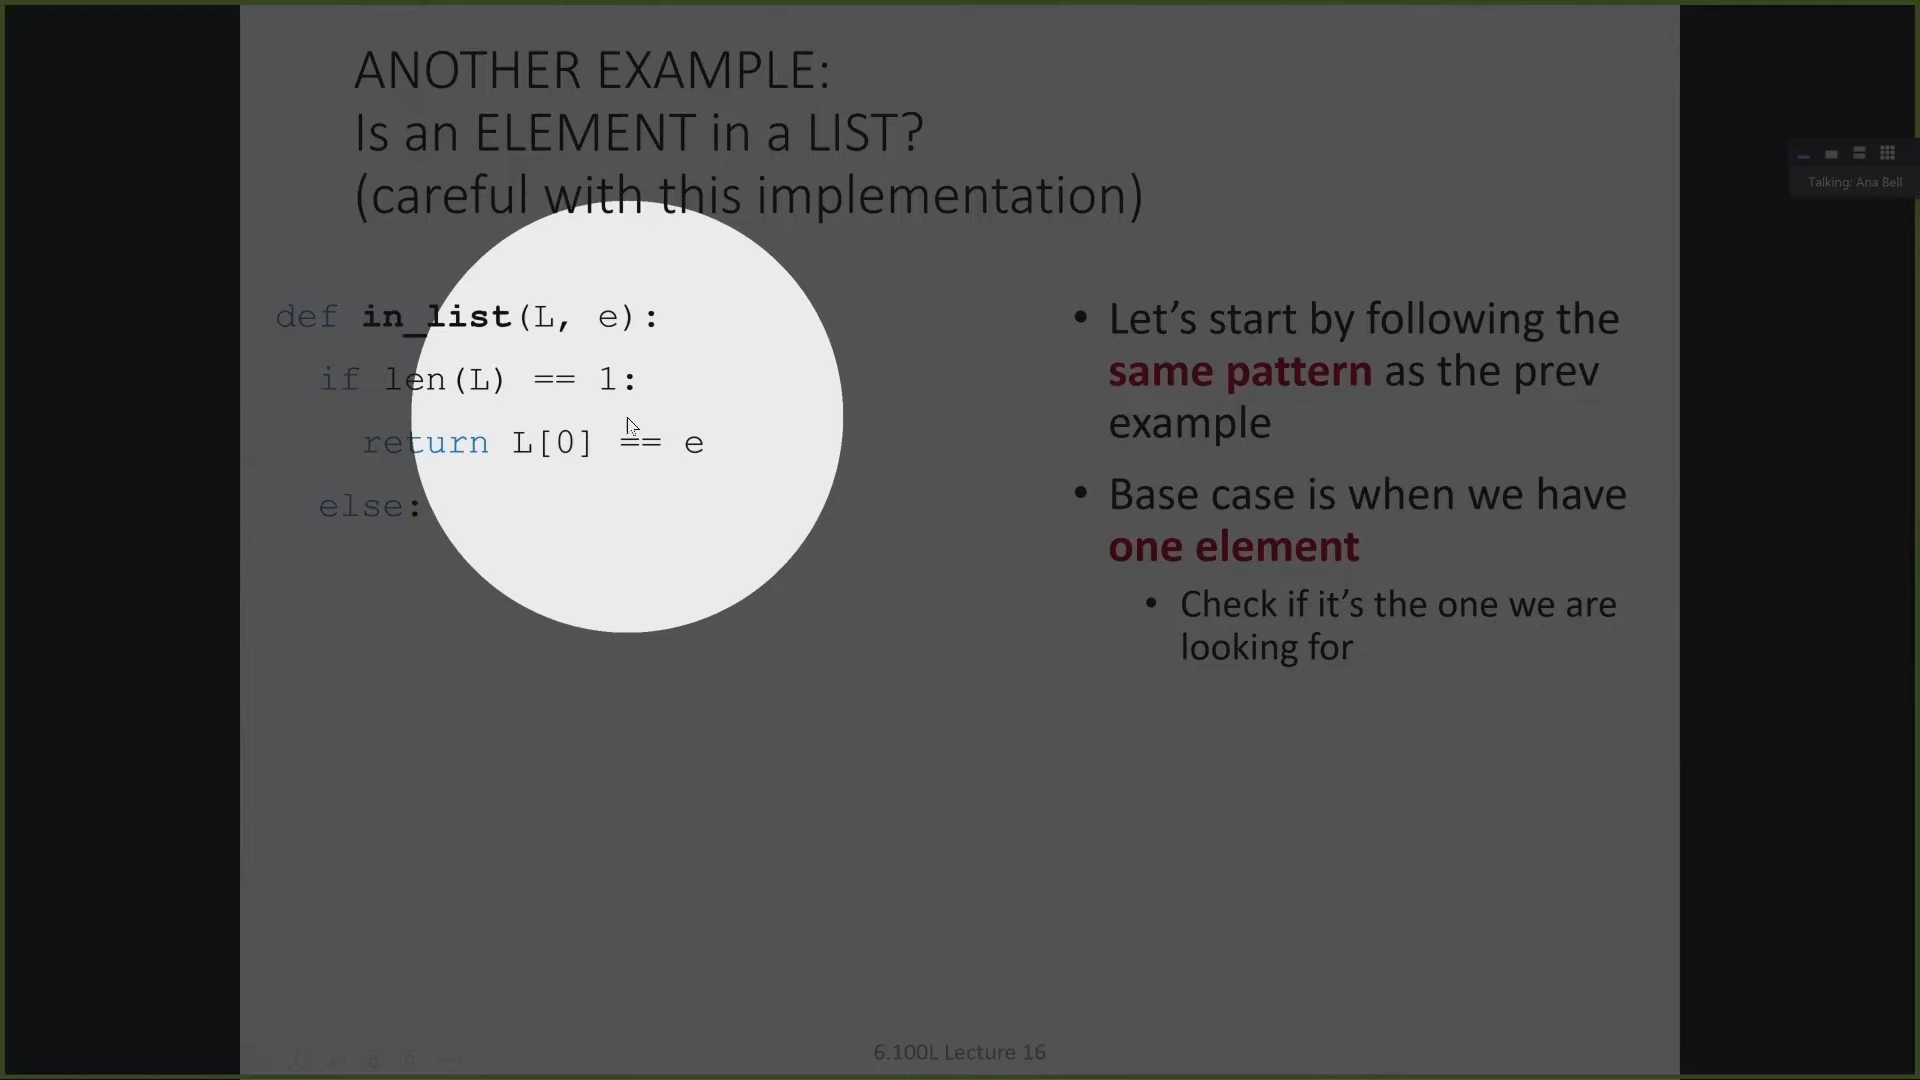 ANOTHER EXAMPLE:
Is an ELEMENT in a LIST?
(careful with this implementation)
Talking: Ana Bell
def in_list(L, e):
if len(L) == 1:
return L[0] == e
else:
• Let’s start by following the
same pattern as the prev
example
• Base case is when we have
one element
• Check if it’s the one we are
looking for
6.100L Lecture 16